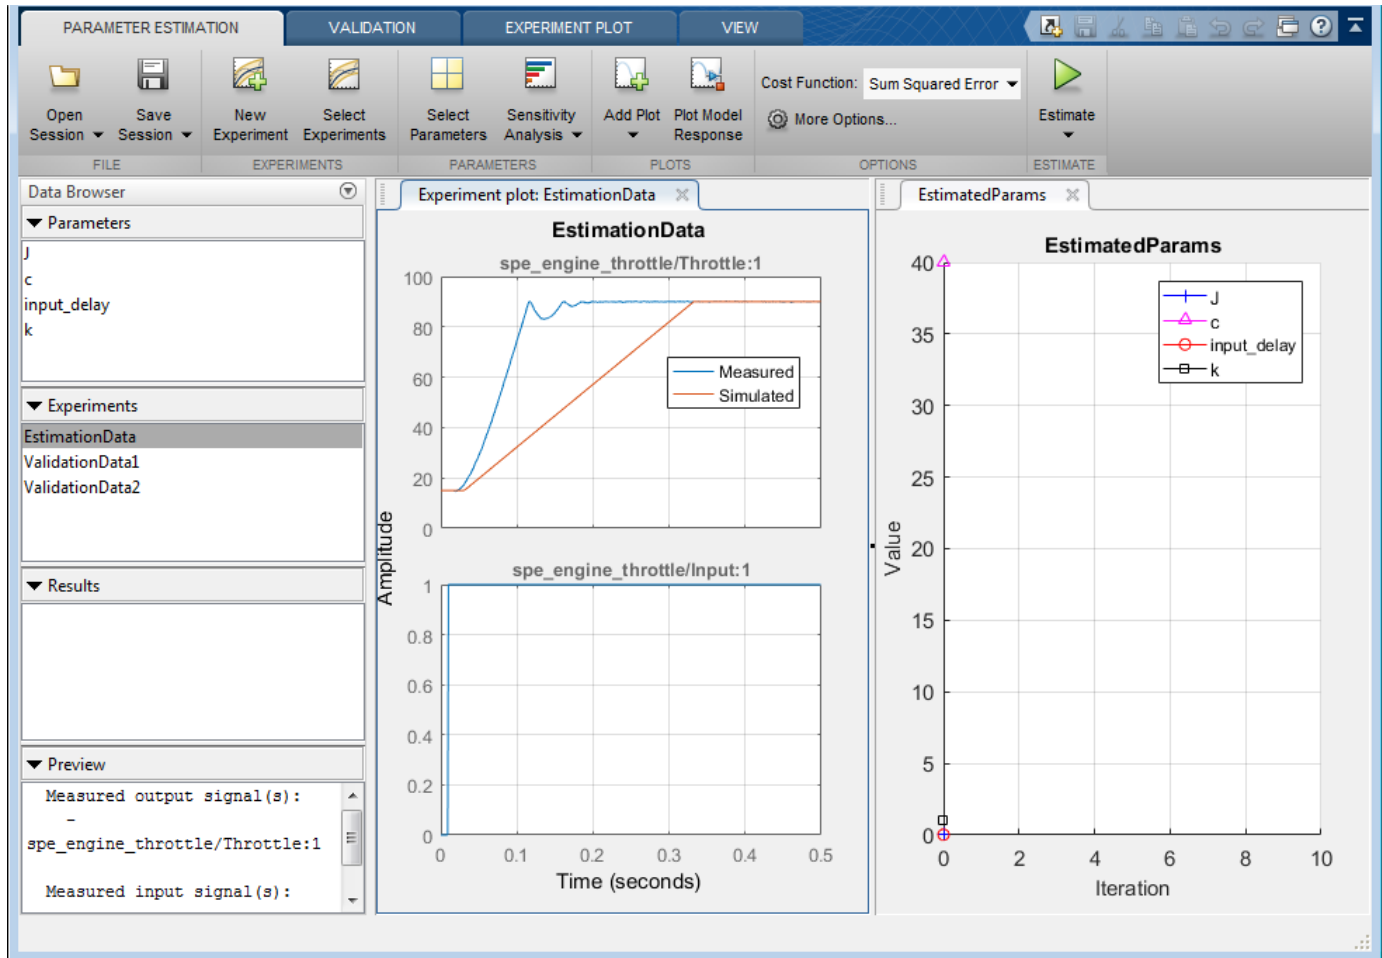 PARAMETER ESTIMATION
VALIDATION
EXPERIMENT PLOT
VIEW
Open
Session
Save
Session
New
Experiment
Select
Experiments
Select
Parameters
Sensitivity
Analysis
Add Plot
Plot Model
Response
Cost Function: Sum Squared Error
More Options...
Estimate
FILE
EXPERIMENTS
PARAMETERS
PLOTS
OPTIONS
ESTIMATE
Data Browser
Parameters
J
c
input_delay
k
Experiments
EstimationData
ValidationData1
ValidationData2
Results
Preview
Measured output signal(s):
-
spe_engine_throttle/Throttle:1
Measured input signal(s):
Experiment plot: EstimationData
EstimationData
spe_engine_throttle/Throttle:1
100
80
60
40
20
0
Measured
Simulated
Amplitude
spe_engine_throttle/Input:1
1
0.8
0.6
0.4
0.2
0
0 0.1 0.2 0.3 0.4 0.5
Time (seconds)
EstimatedParams
EstimatedParams
40
35
30
25
20
15
10
5
0
J
c
input_delay
k
Value
0 2 4 6 8 10
Iteration